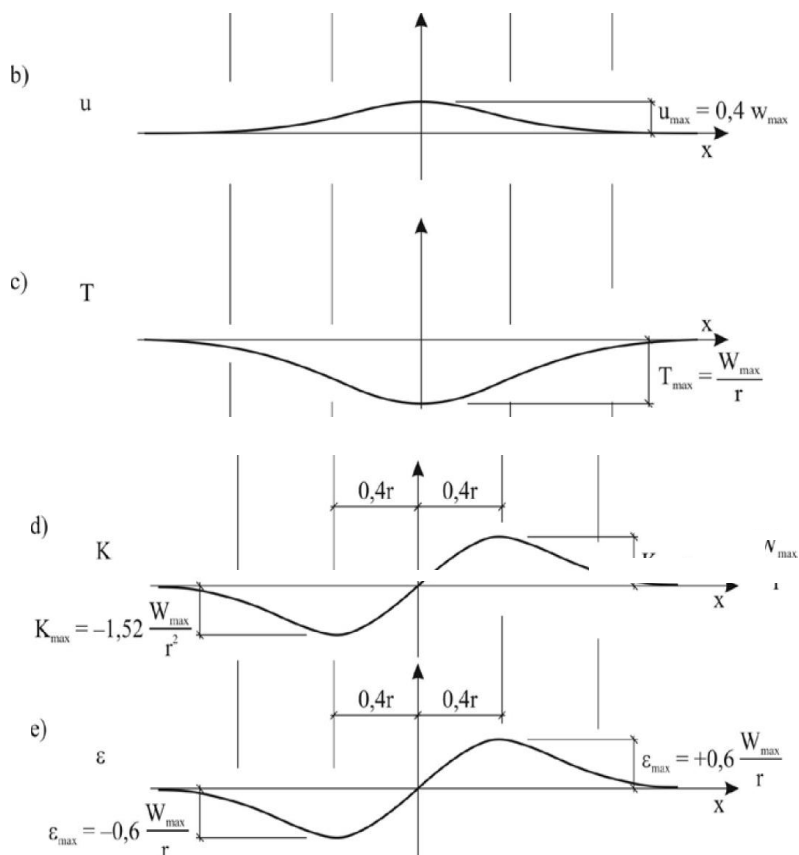 b)
u
u_max = 0,4 w_max
x
c)
T
x
T_max = W_max / r
0,4r 0,4r
d)
K
x
K_max = –1,52 W_max / r²
0,4r 0,4r
e)
ε
ε_max = +0,6 W_max / r
x
ε_max = –0,6 W_max / r